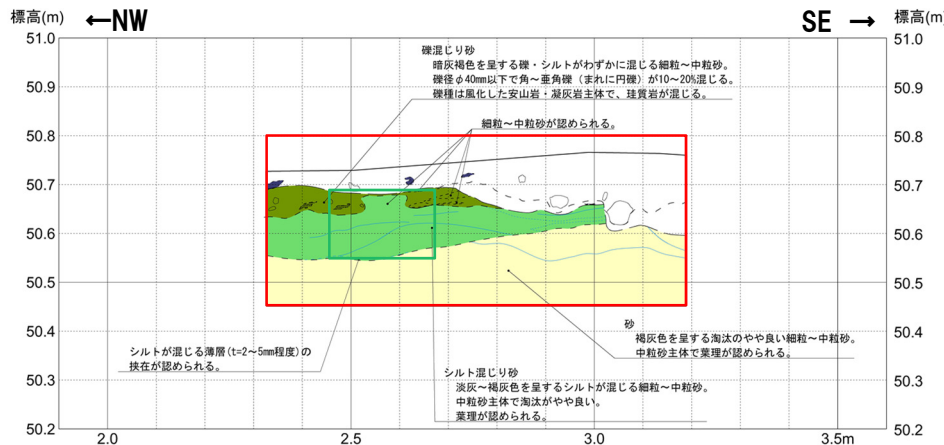 標高(m)
←NW
SE →
標高(m)
51.0
50.9
50.8
50.7
50.6
50.5
50.4
50.3
50.2
51.0
50.9
50.8
50.7
50.6
50.5
50.4
50.3
50.2
礫混じり砂
暗灰褐色を呈する礫・シルトがわずかに混じる細粒～中粒砂。
礫径φ40mm以下で角～亜角礫（まれに円礫）が10～20%混じる。
礫種は風化した安山岩・凝灰岩主体で、珪質岩が混じる。
細粒～中粒砂が認められる。
シルトが混じる薄層(t=2～5mm程度)の
挟在が認められる。
シルト混じり砂
淡灰～褐灰色を呈するシルトが混じる細粒～中粒砂。
中粒砂主体で淘汰がやや良い。
葉理が認められる。
砂
褐灰色を呈する淘汰のやや良い細粒～中粒砂。
中粒砂主体で葉理が認められる。
2.0
2.5
3.0
3.5m